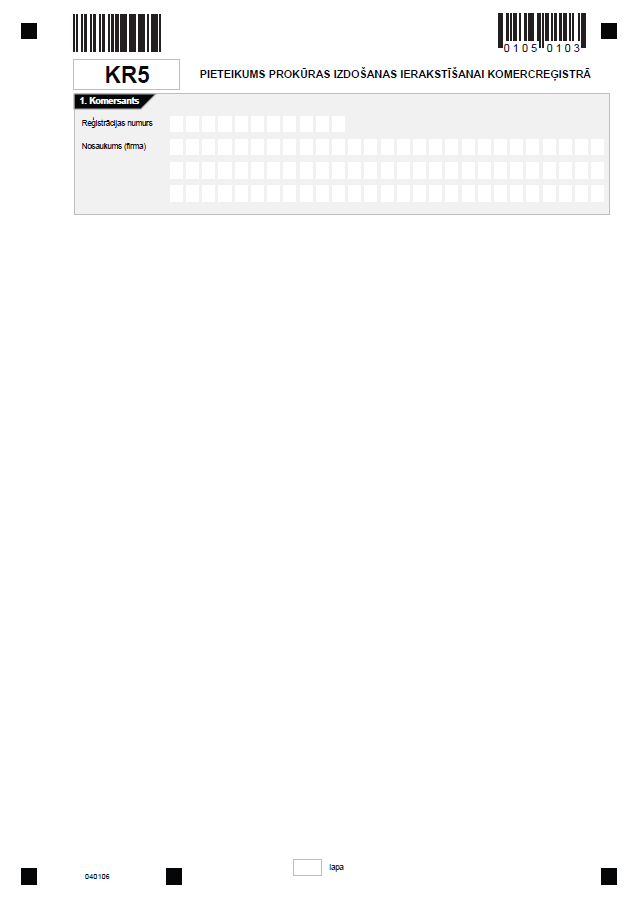 0105 0103
KR5
PIETEIKUMS PROKŪRAS IZDOŠANAS IERAKSTĪŠANAI KOMERCREĢISTRĀ
1. Komersants
Reģistrācijas numurs
Nosaukums (firma)
lapa
040106